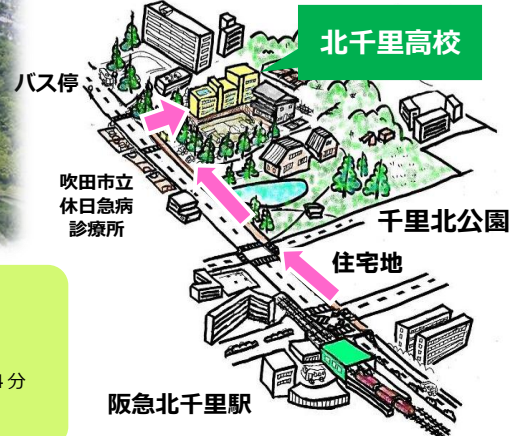 北千里高校
バス停
吹田市立
休日急病
診療所
千里北公園
住宅地
分
阪急北千里駅